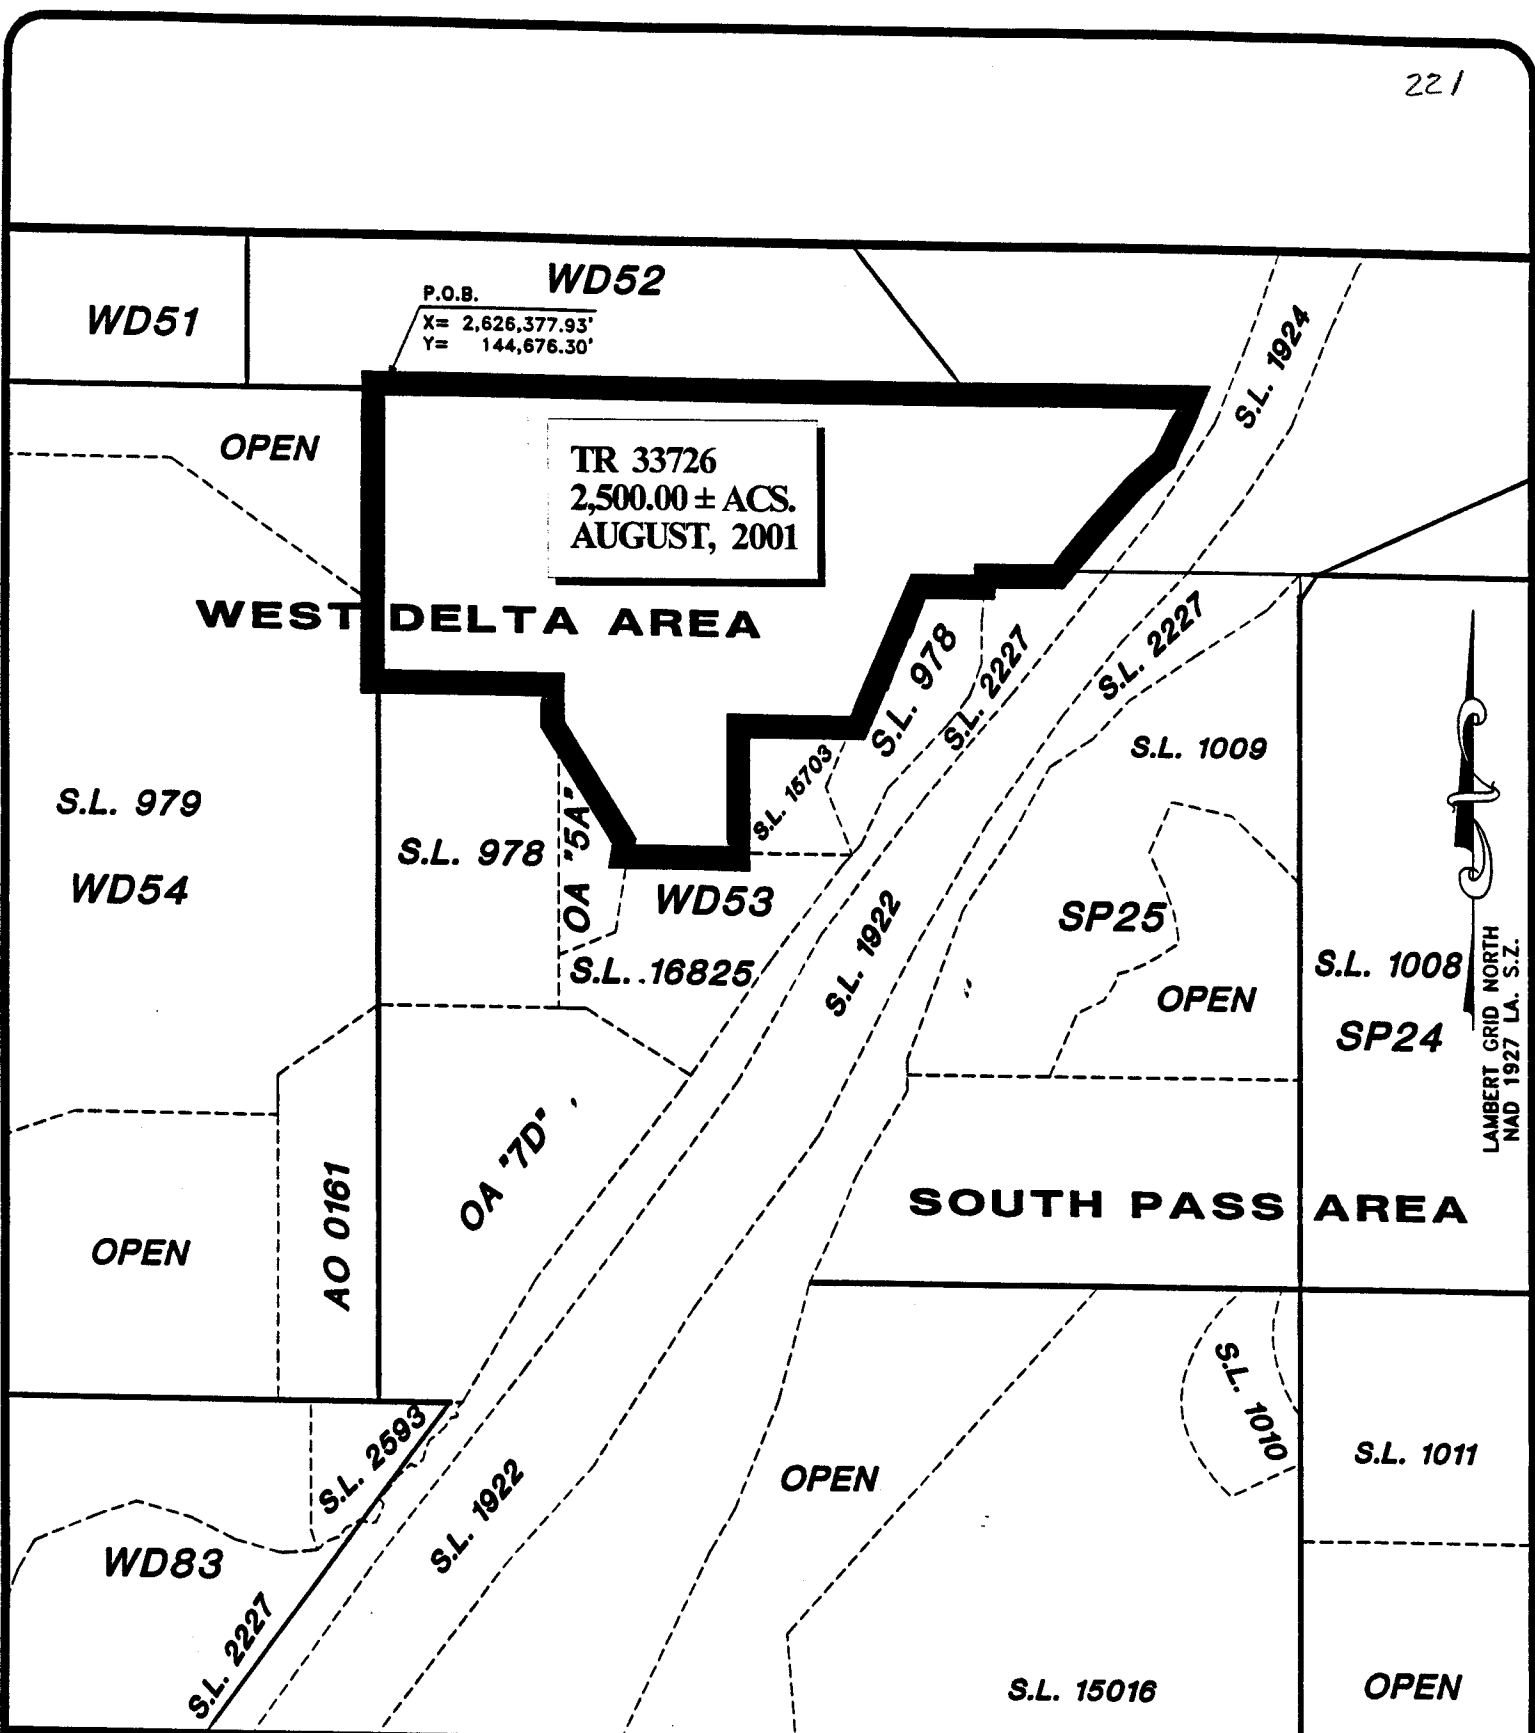 221
WD52
P.O.B.
X= 2,626,377.93'
Y= 144,676.30'
WD51
S.L. 1924
OPEN
TR 33726
2,500.00 ± ACS.
AUGUST, 2001
WEST DELTA AREA
S.L. 978
S.L. 2227
S.L. 2227
S.L. 1009
S.L. 15703
S.L. 979
S.L. 978
OA "5A"
WD54
WD53
S.L. 16825
S.L. 1922
SP25
OPEN
S.L. 1008
SP24
LAMBERT GRID NORTH
NAD 1927 LA. S.Z.
OA "7D"
AO 0161
OPEN
SOUTH PASS AREA
S.L. 1010
S.L. 1011
S.L. 2593
S.L. 1922
OPEN
WD83
S.L. 2227
S.L. 15016
OPEN